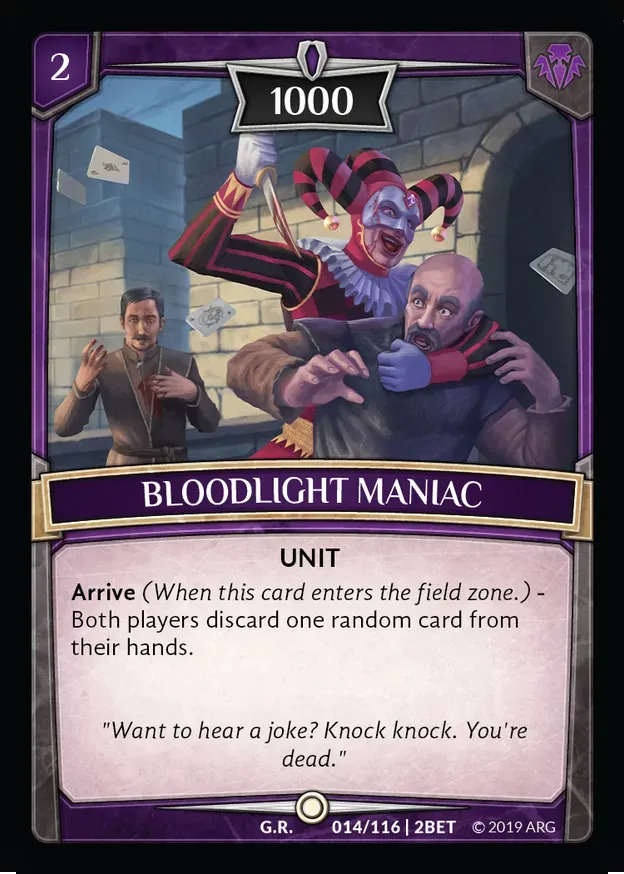 2
1000
BLOODLIGHT MANIAC
UNIT
Arrive (When this card enters the field zone.) -
Both players discard one random card from
their hands.
"Want to hear a joke? Knock knock. You're
dead."
G.R. 014/116 | 2BET © 2019 ARG